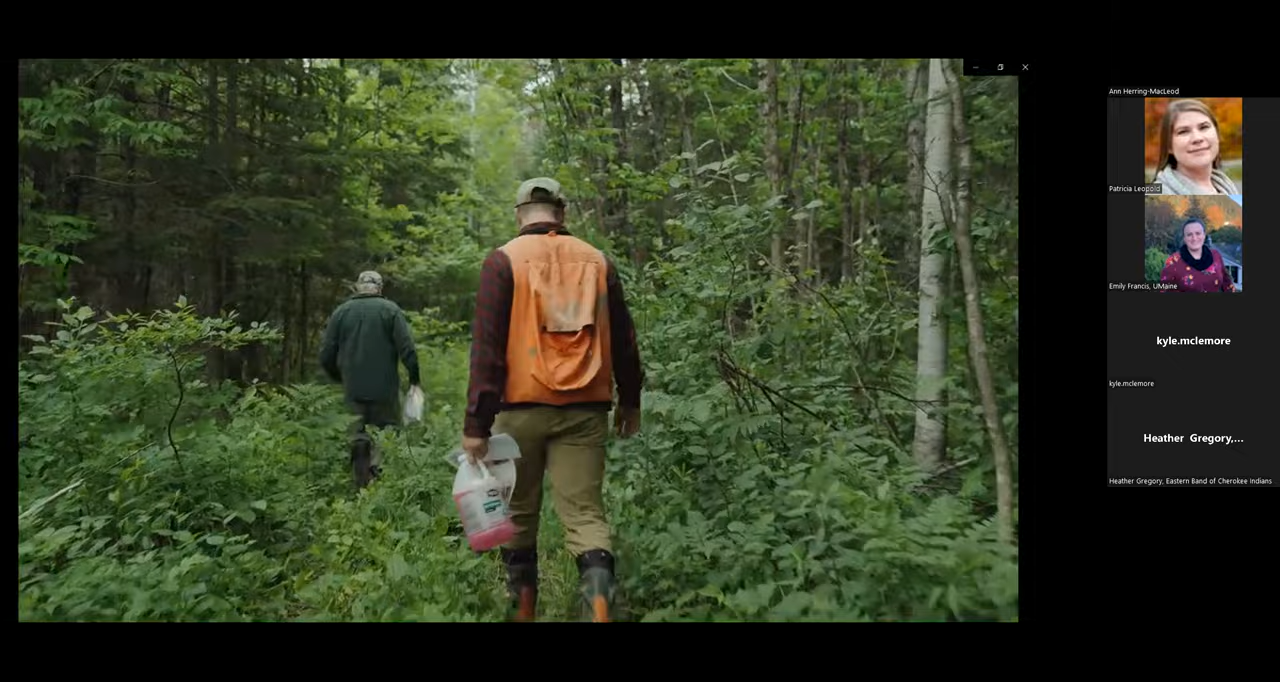 Ann Herring-MacLeod
Patricia Leopold
Emily Francis, UMaine
kyle.mclemore
kyle.mclemore
Heather Gregory,...
Heather Gregory, Eastern Band of Cherokee Indians